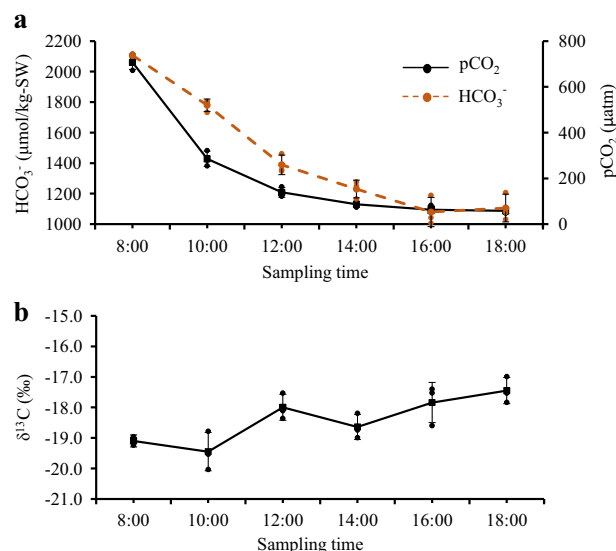 a
2200
2000
1800
1600
1400
1200
1000
HCO₃⁻ (μmol/kg-SW)
800
600
400
200
0
pCO₂ (μatm)
pCO₂
HCO₃⁻
8:00 10:00 12:00 14:00 16:00 18:00
Sampling time
b
-15.0
-16.0
-17.0
-18.0
-19.0
-20.0
-21.0
δ¹³C (‰)
8:00 10:00 12:00 14:00 16:00 18:00
Sampling time